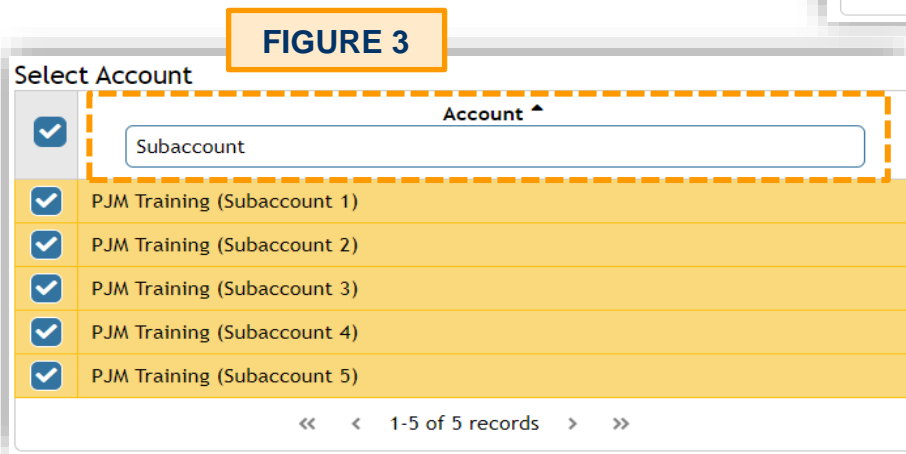 FIGURE 3
Select Account
Account
Subaccount
PJM Training (Subaccount 1)
PJM Training (Subaccount 2)
PJM Training (Subaccount 3)
PJM Training (Subaccount 4)
PJM Training (Subaccount 5)
« < 1-5 of 5 records > »